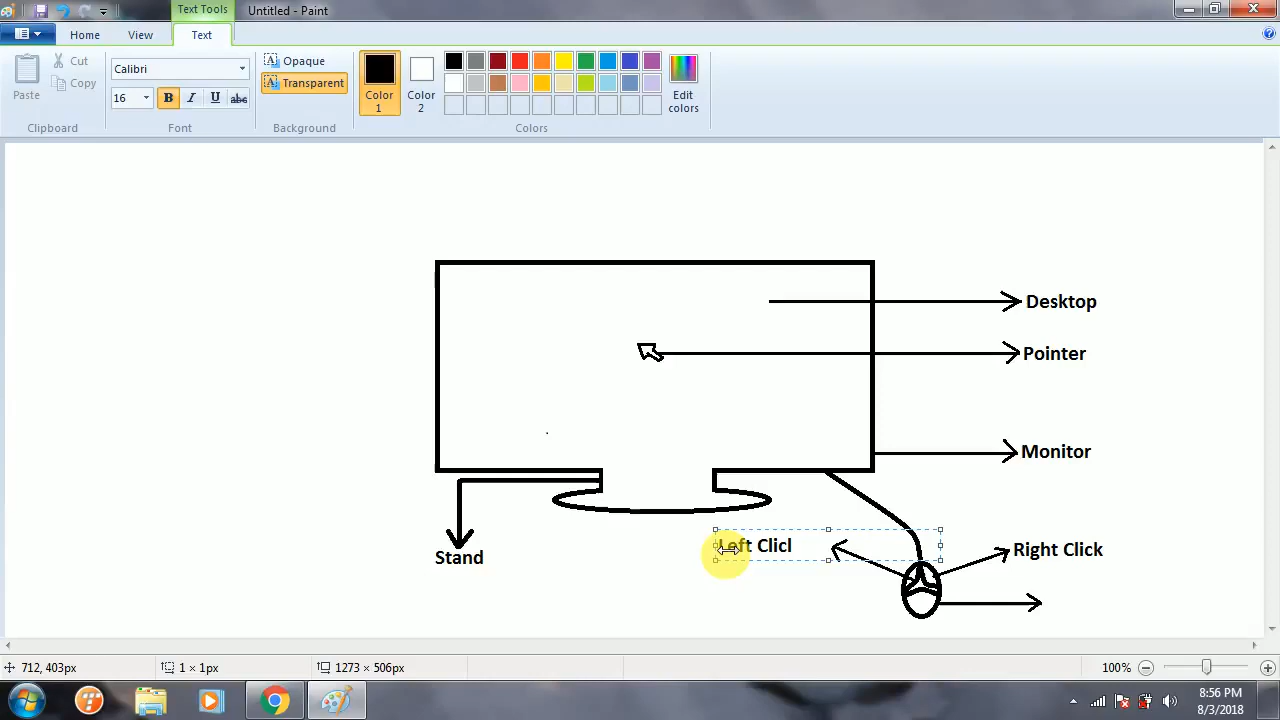 Text Tools
Untitled - Paint
Home
View
Text
Paste
Cut
Copy
Clipboard
Calibri
16
B
I
U
abc
Font
A
Opaque
A
Transparent
Background
Color
1
Color
2
Edit
colors
Colors
Desktop
Pointer
Monitor
Left Clicl
Right Click
Stand
712, 403px
1 × 1px
1273 × 506px
100%
8:56 PM
8/3/2018